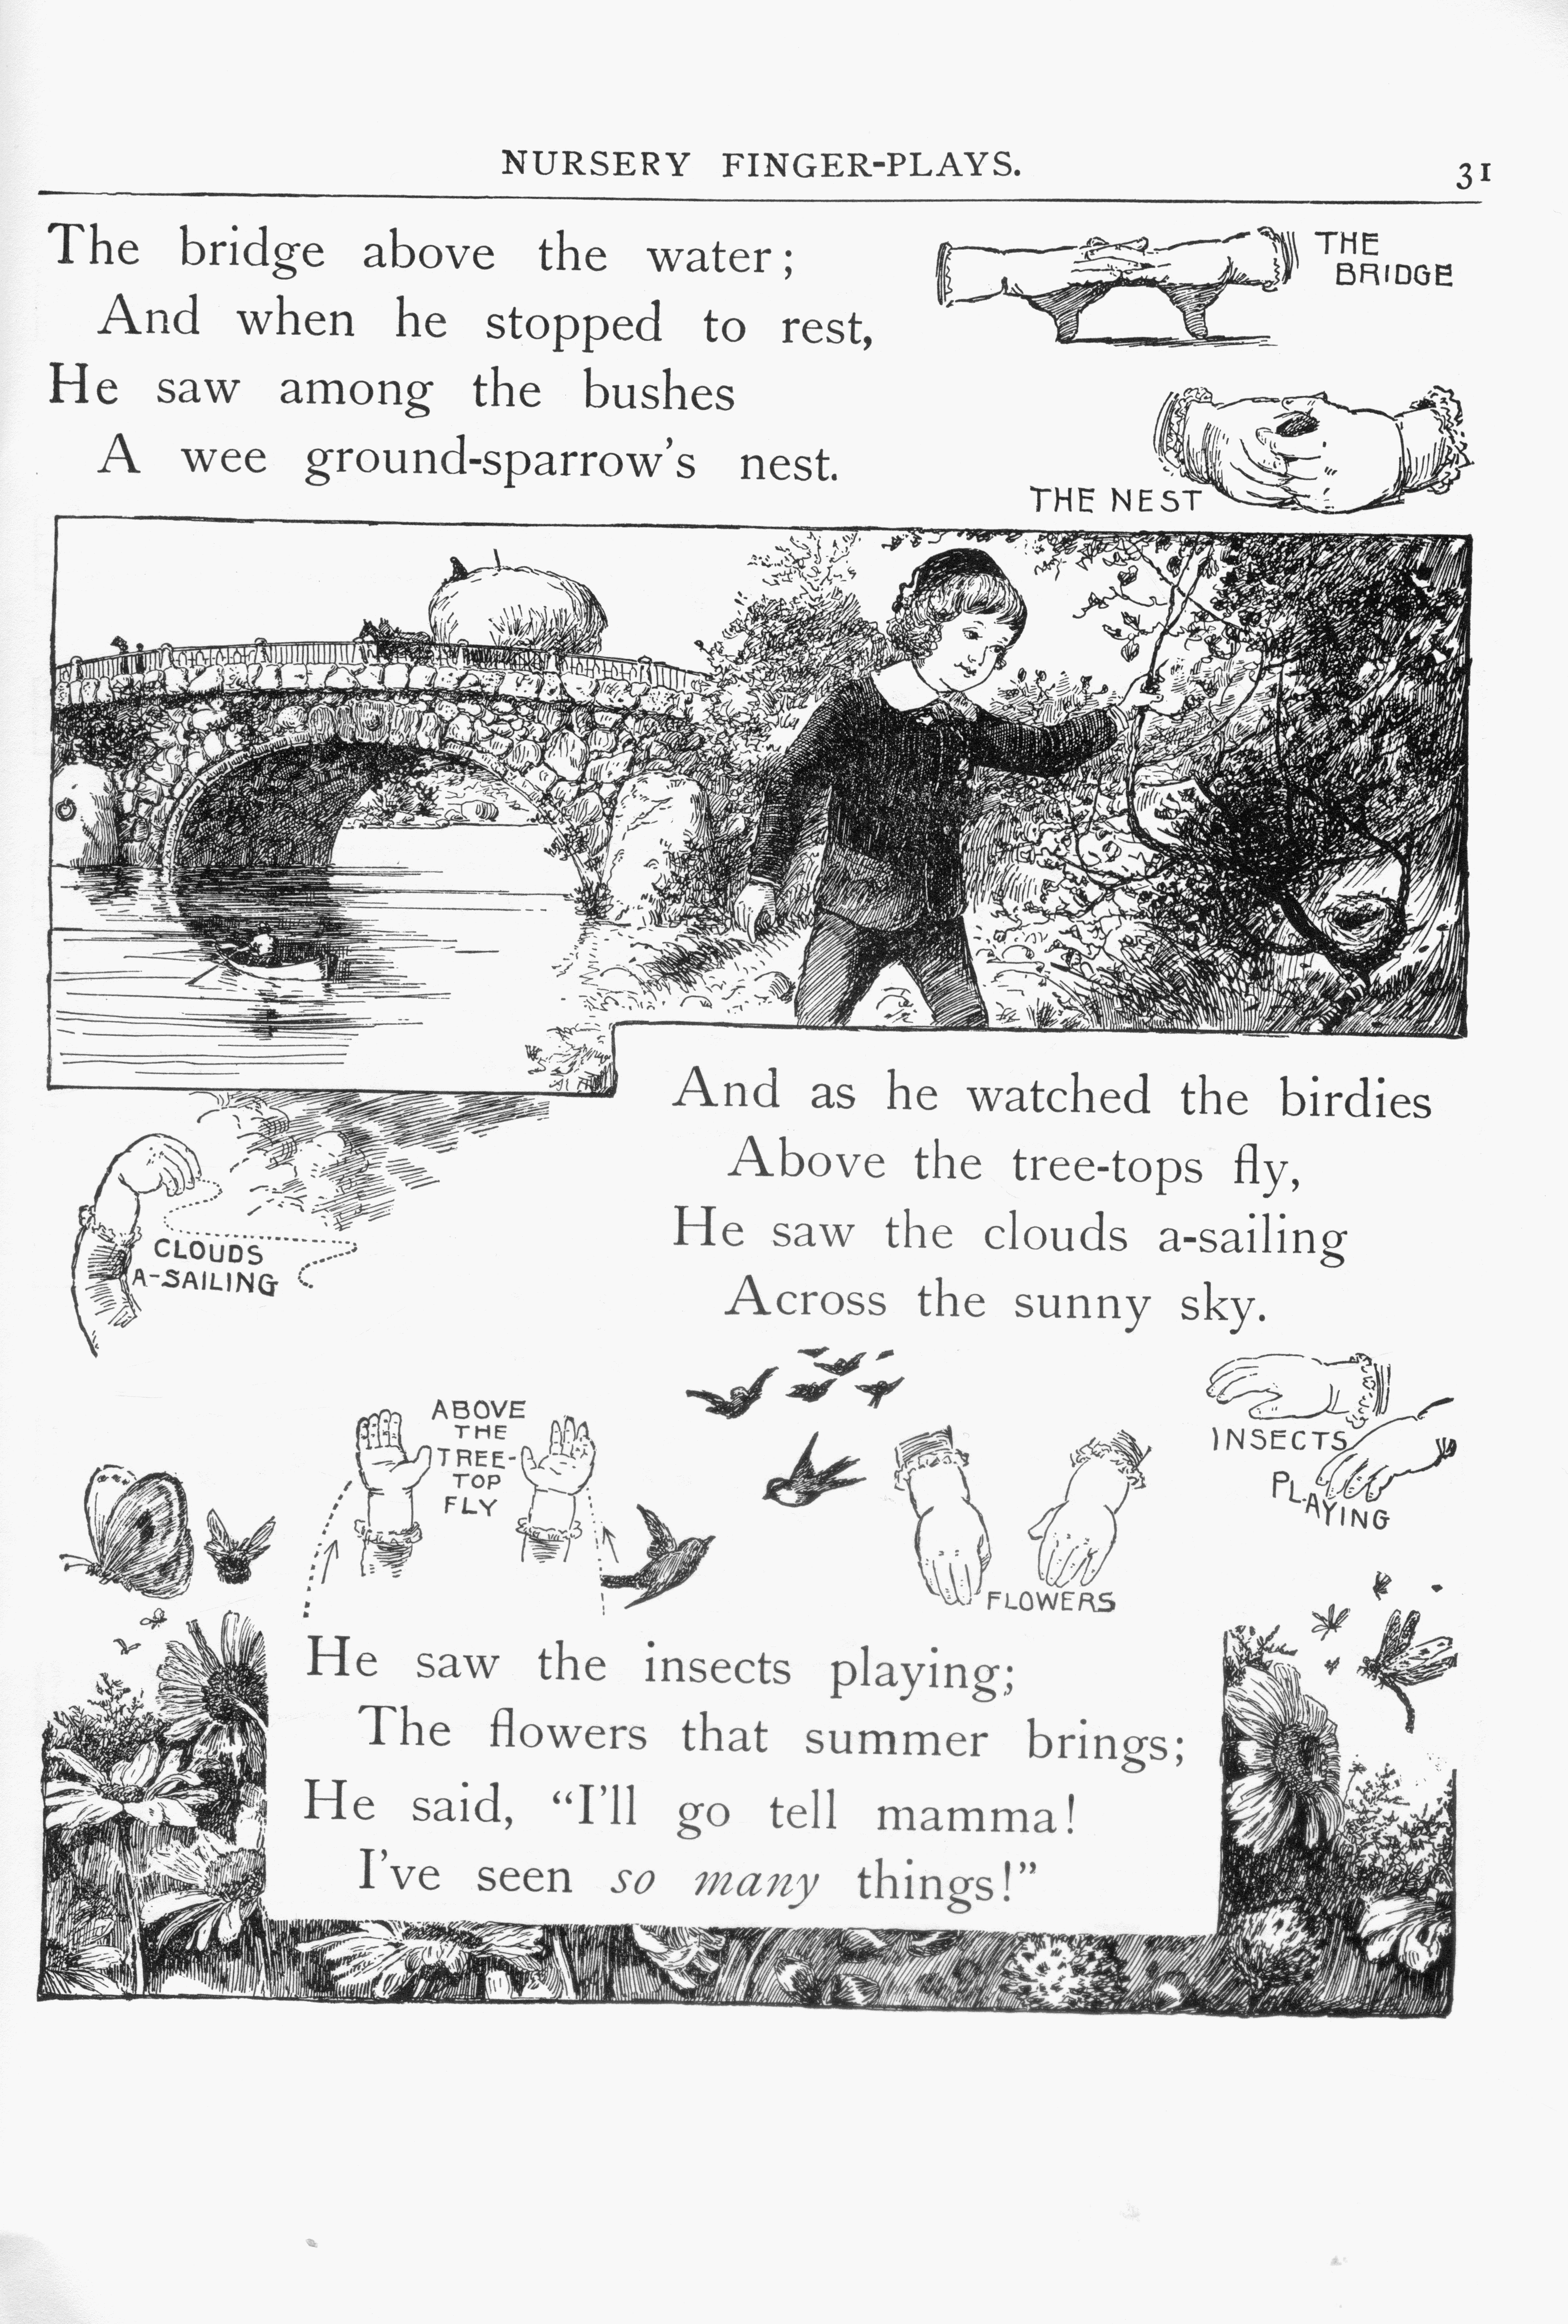 NURSERY FINGER-PLAYS.
31
The bridge above the water;
And when he stopped to rest,
He saw among the bushes
A wee ground-sparrow's nest.
THE
BRIDGE
THE NEST
And as he watched the birdies
Above the tree-tops fly,
He saw the clouds a-sailing
Across the sunny sky.
CLOUDS
A-SAILING
ABOVE
THE
TREE-
TOP
FLY
FLOWERS
INSECTS
PLAYING
He saw the insects playing;
The flowers that summer brings;
He said, “I'll go tell mamma!
I've seen so many things!”